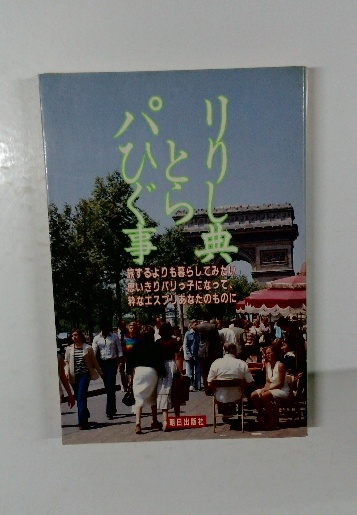 パリ
ひとり
ぐらし
事典
旅するよりも暮らしてみたい
思いきりパリっ子になって、
粋なエスプリあなたのものに
朝日出版社